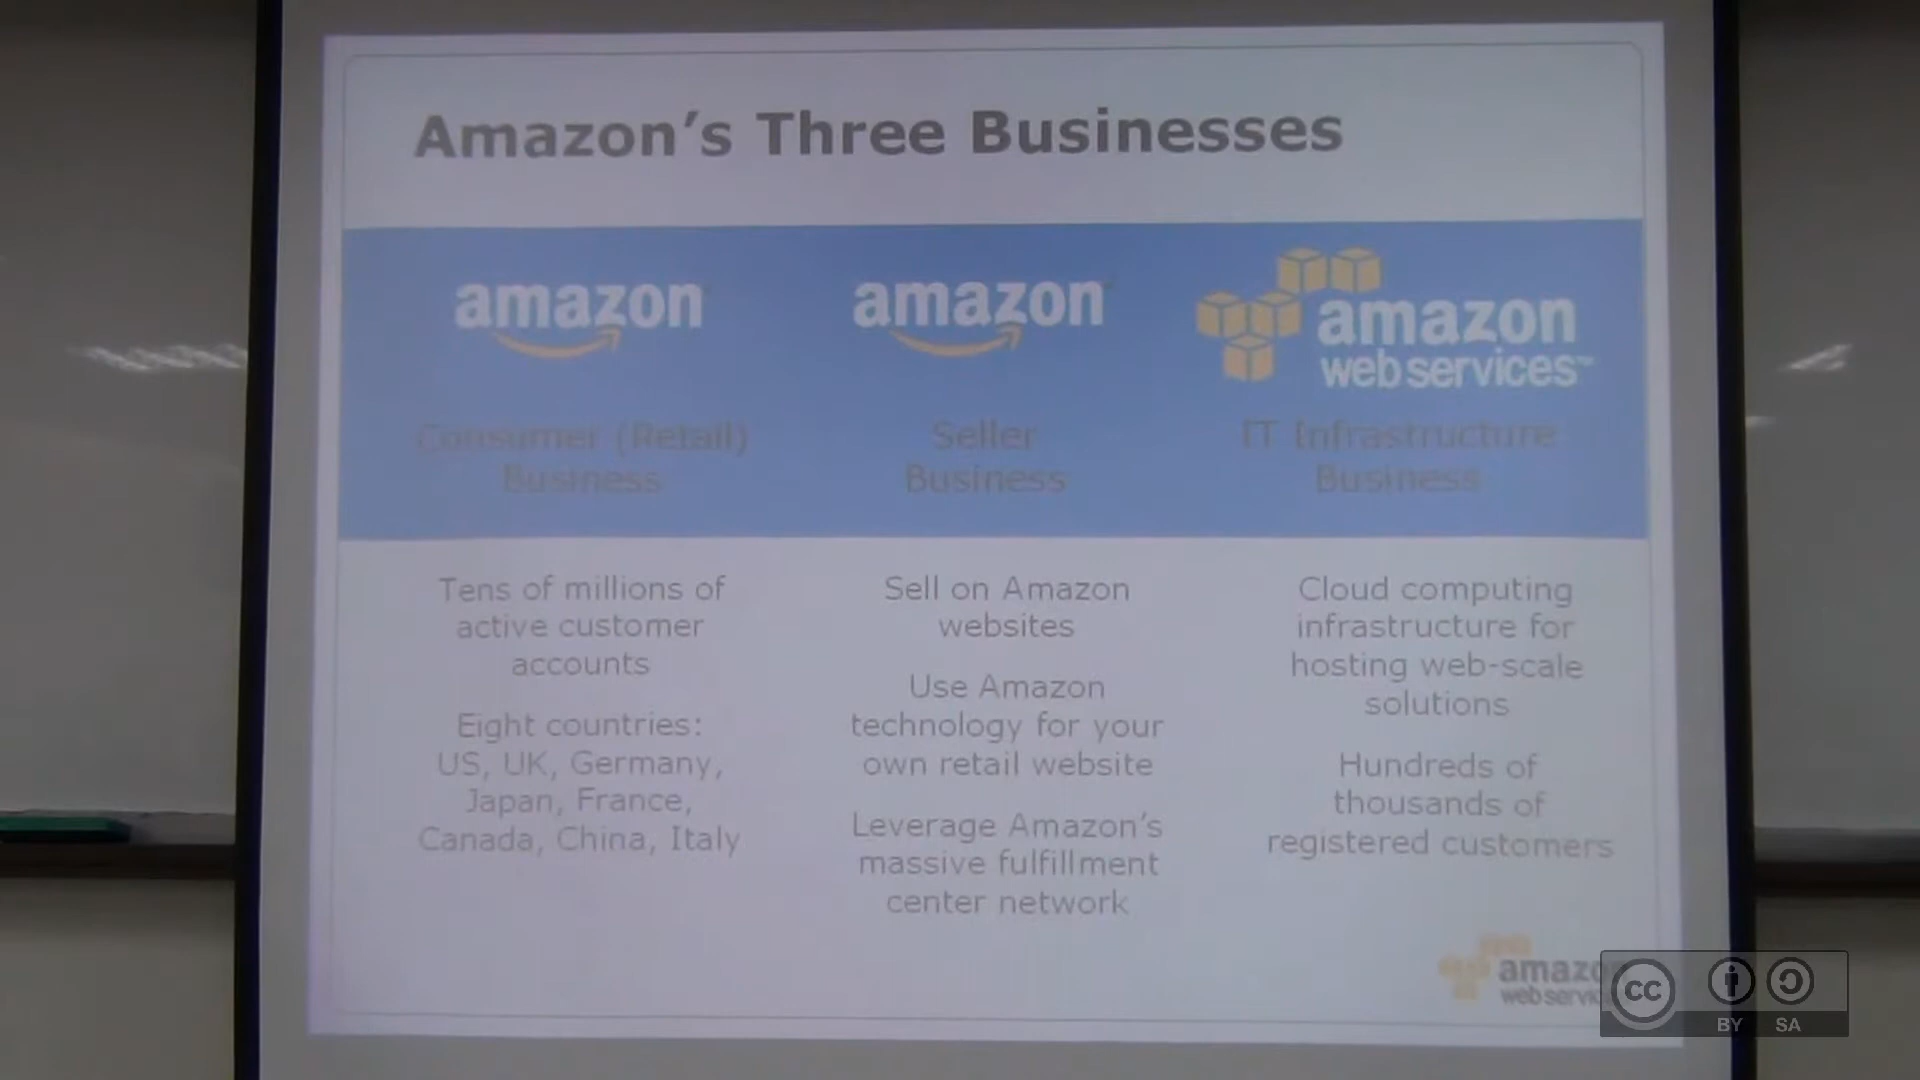 Amazon's Three Businesses
amazon
Consumer (Retail)
Business
Tens of millions of
active customer
accounts
Eight countries:
US, UK, Germany,
Japan, France,
Canada, China, Italy
amazon
Seller
Business
Sell on Amazon
websites
Use Amazon
technology for your
own retail website
Leverage Amazon's
massive fulfillment
center network
amazon
web services™
IT Infrastructure
Business
Cloud computing
infrastructure for
hosting web-scale
solutions
Hundreds of
thousands of
registered customers
cc
BY SA